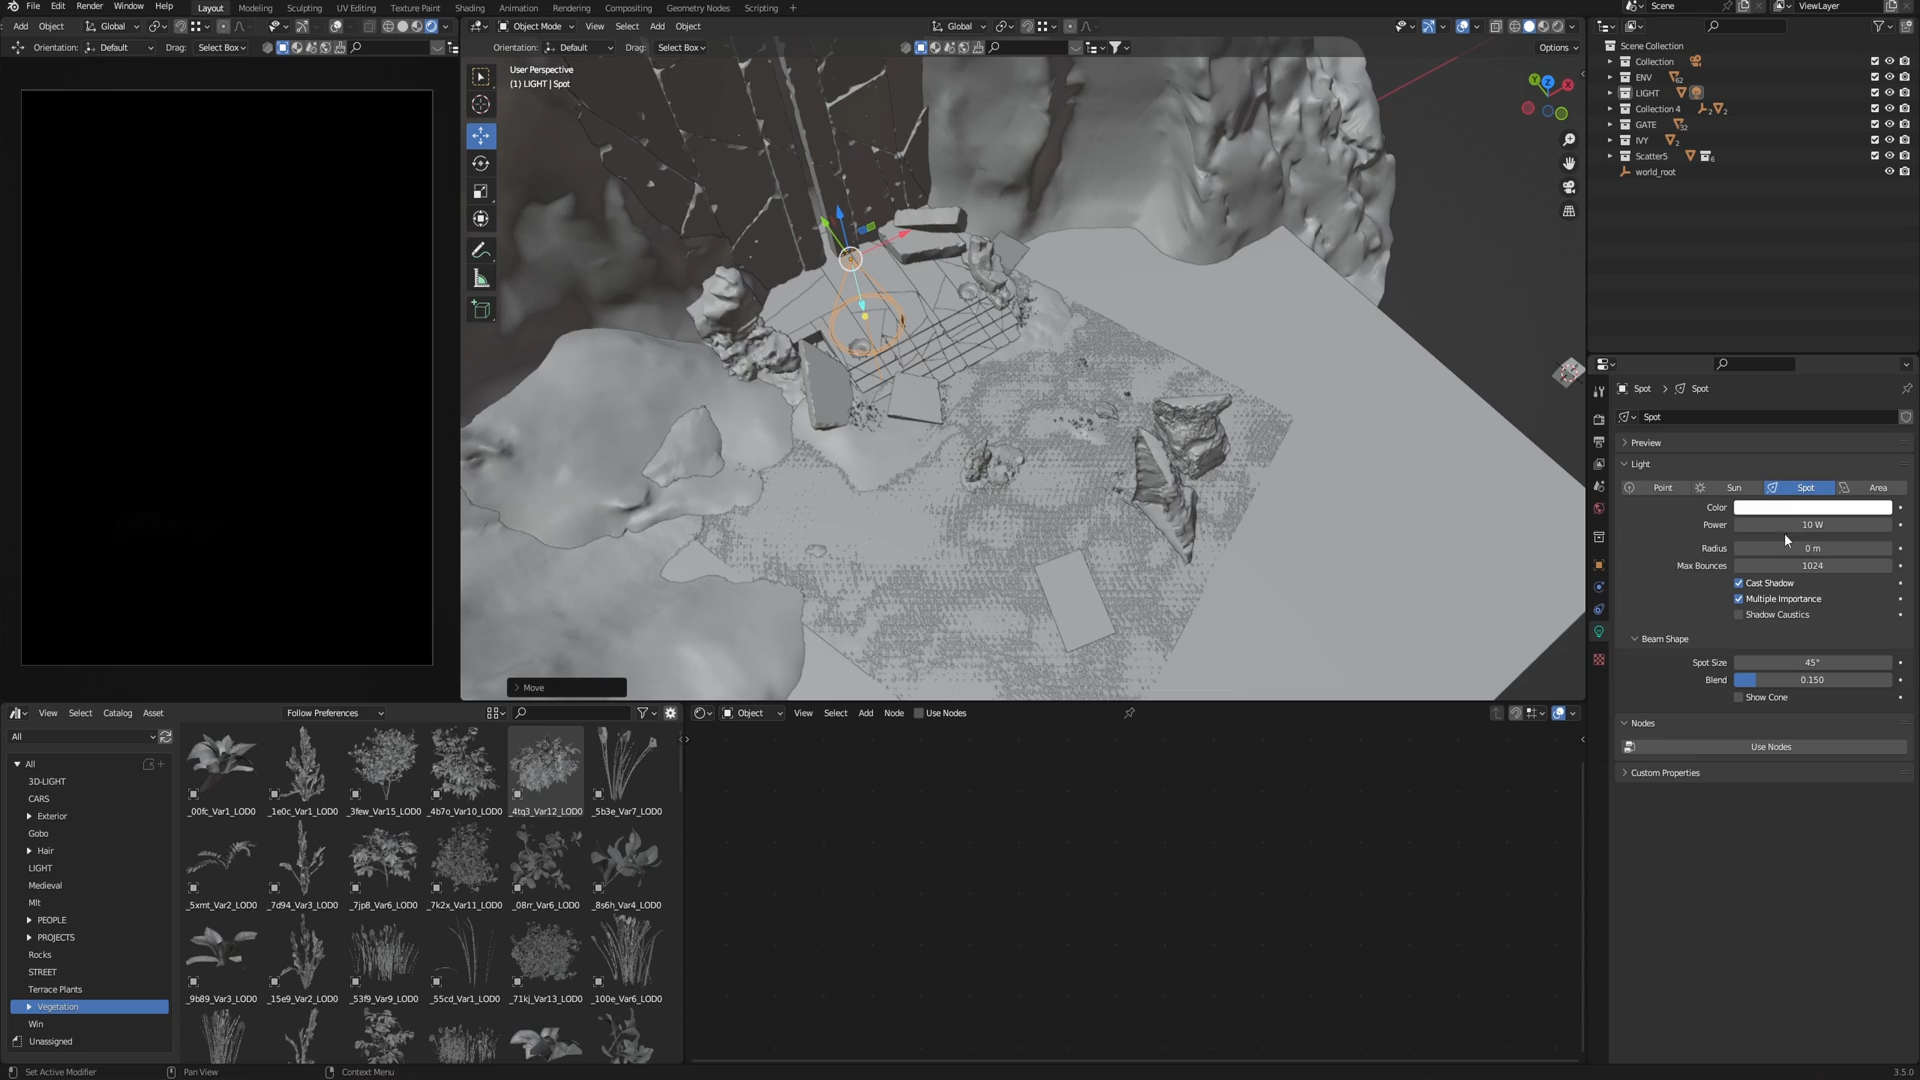 File Edit Render Window Help Layout Modeling Sculpting UV Editing Texture Paint Shading Animation Rendering Compositing Geometry Nodes Scripting + Scene ViewLayer
Add Object Global Object Mode View Select Add Object Global
Orientation: Default Drag: Select Box Orientation: Default Drag: Select Box Options
User Perspective
(1) LIGHT | Spot
Move
Scene Collection
Collection
ENV 62
LIGHT
Collection 4 2 2
GATE 32
IVY 2
Scatter5 6
world_root
Spot > Spot
Spot
Preview
Light
Point Sun Spot Area
Color
Power 10 W
Radius 0 m
Max Bounces 1024
Cast Shadow
Multiple Importance
Shadow Caustics
Beam Shape
Spot Size 45°
Blend 0.150
Show Cone
Nodes
Use Nodes
Custom Properties
View Select Catalog Asset Follow Preferences
Object View Select Add Node Use Nodes
All
All
3D-LIGHT
CARS
Exterior
Gobo
Hair
LIGHT
Medieval
Mlt
PEOPLE
PROJECTS
Rocks
STREET
Terrace Plants
Vegetation
Win
Unassigned
_00fc_Var1_LOD0 _1e0c_Var1_LOD0 _3few_Var15_LOD0 _4b7o_Var10_LOD0 _4tq3_Var12_LOD0 _5b3e_Var7_LOD0
_5xmt_Var2_LOD0 _7d94_Var3_LOD0 _7jp8_Var6_LOD0 _7k2x_Var11_LOD0 _08rr_Var6_LOD0 _8s6h_Var4_LOD0
_9b89_Var3_LOD0 _15e9_Var2_LOD0 _53f9_Var9_LOD0 _55cd_Var1_LOD0 _71kj_Var13_LOD0 _100e_Var6_LOD0
Set Active Modifier Pan View Context Menu 3.5.0